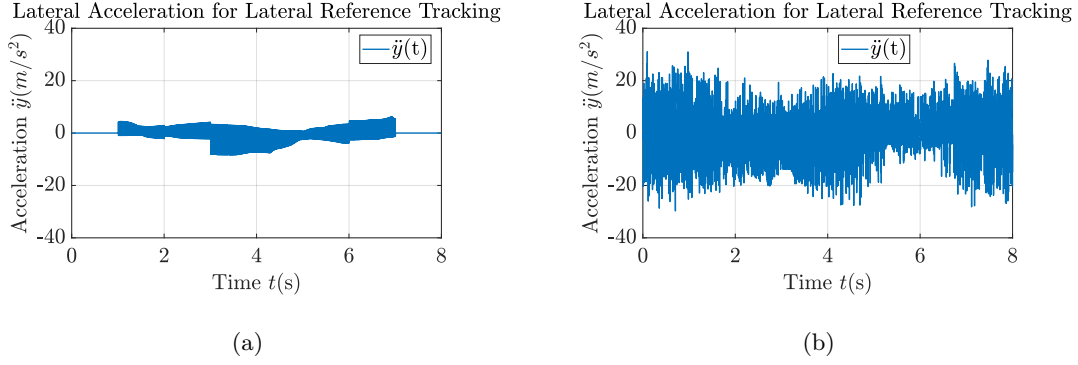 Lateral Acceleration for Lateral Reference Tracking
40
20
0
-20
-40
Acceleration ÿ(m/s²)
ÿ(t)
0 2 4 6 8
Time t(s)
(a)
Lateral Acceleration for Lateral Reference Tracking
40
20
0
-20
-40
Acceleration ÿ(m/s²)
ÿ(t)
0 2 4 6 8
Time t(s)
(b)